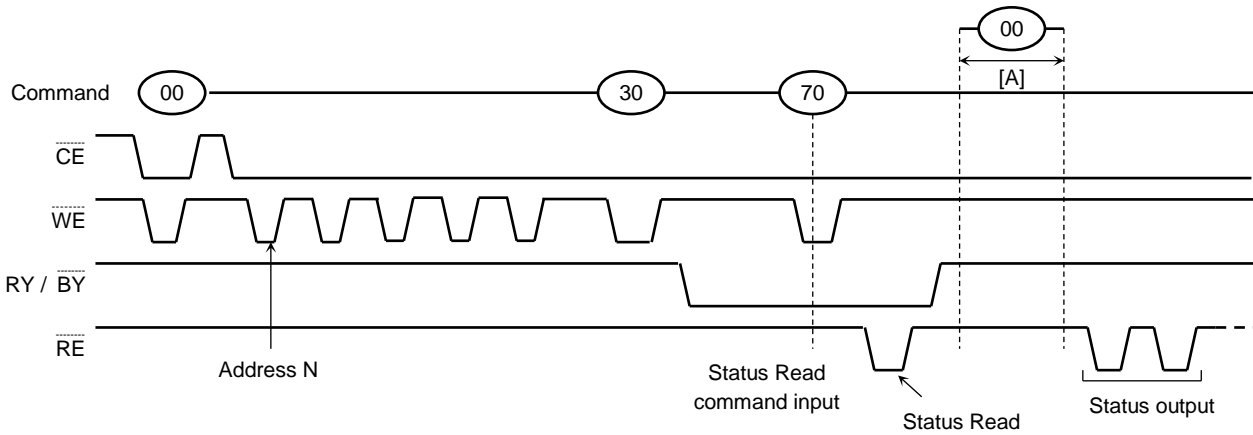 00
[A]
Command 00 30 70
CE
WE
RY / BY
RE
Address N
Status Read
command input
Status Read
Status output